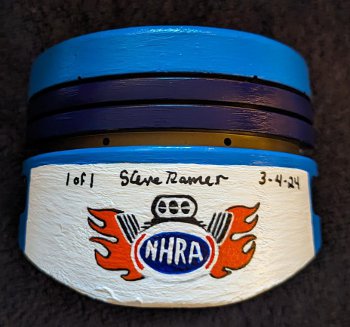 1 of 1 Steve Ramer 3-4-24
NHRA